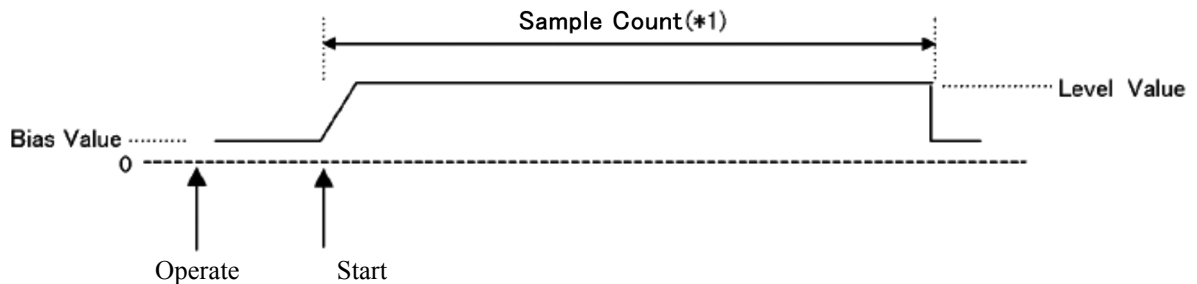 Sample Count(*1)
Level Value
Bias Value
0
Operate
Start